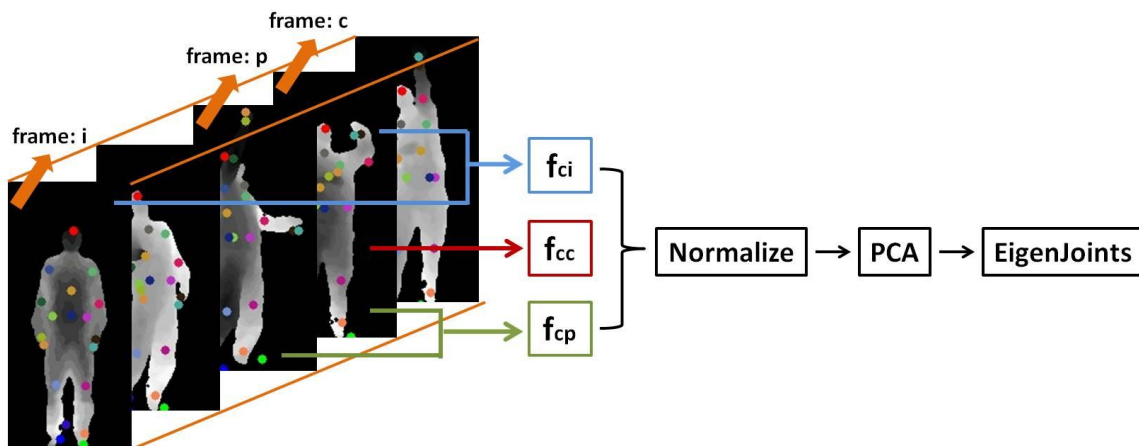 frame: c
frame: p
frame: i
fci
fcc
fcp
Normalize
PCA
EigenJoints